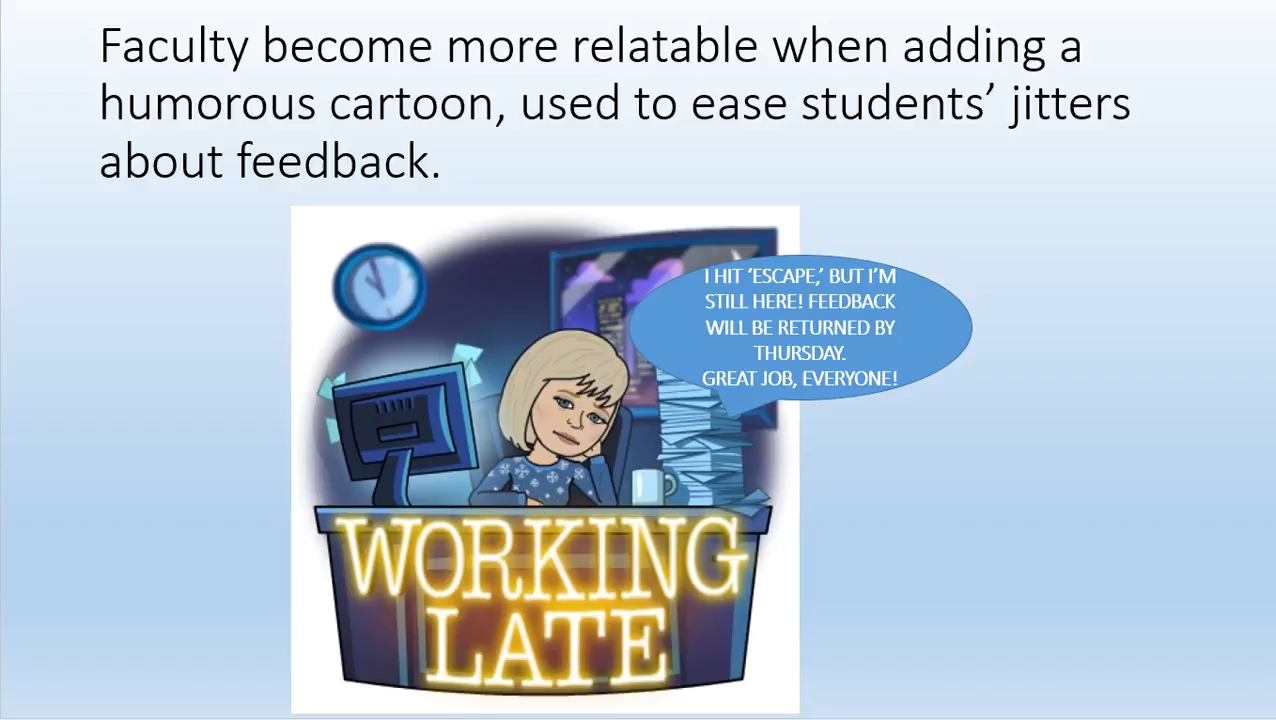 Faculty become more relatable when adding a
humorous cartoon, used to ease students’ jitters
about feedback.
I HIT ‘ESCAPE,’ BUT I’M
STILL HERE! FEEDBACK
WILL BE RETURNED BY
THURSDAY.
GREAT JOB, EVERYONE!
WORKING
LATE